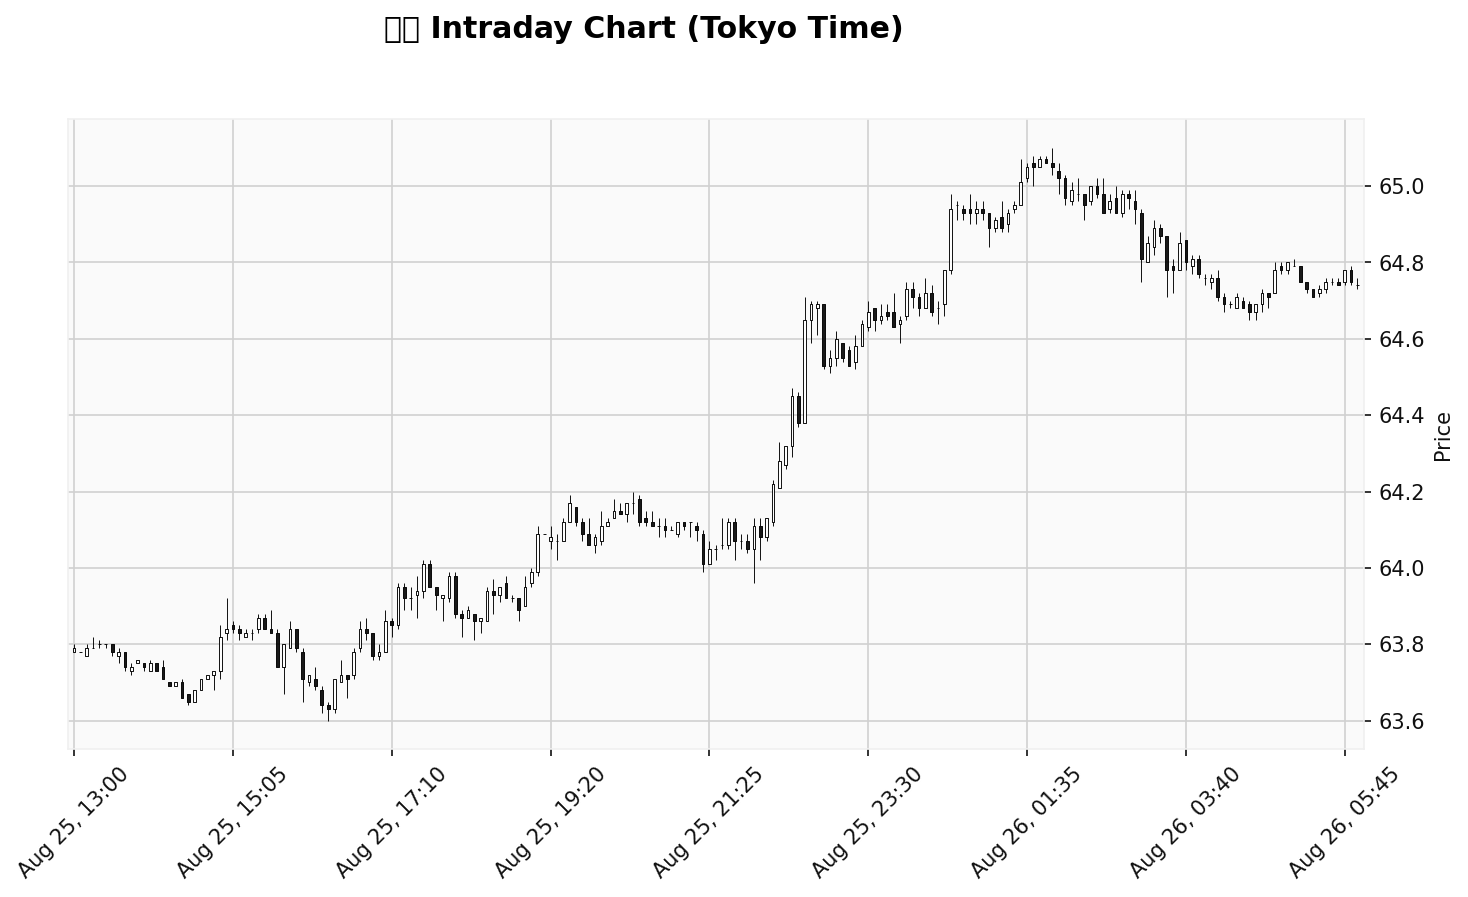 Intraday Chart (Tokyo Time)
65.0
64.8
64.6
64.4
64.2
64.0
63.8
63.6
Price
Aug 25, 13:00
Aug 25, 15:05
Aug 25, 17:10
Aug 25, 19:20
Aug 25, 21:25
Aug 25, 23:30
Aug 26, 01:35
Aug 26, 03:40
Aug 26, 05:45